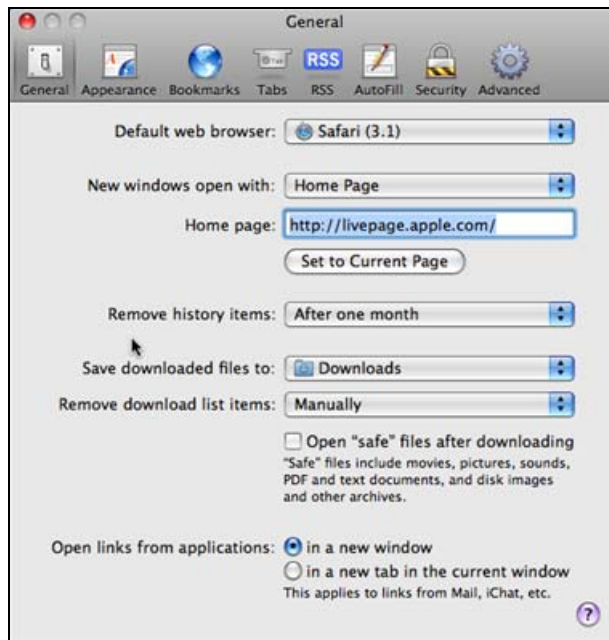 General
General Appearance Bookmarks Tabs RSS AutoFill Security Advanced
Default web browser: Safari (3.1)
New windows open with: Home Page
Home page: http://livepage.apple.com/
Set to Current Page
Remove history items: After one month
Save downloaded files to: Downloads
Remove download list items: Manually
Open “safe” files after downloading
“Safe” files include movies, pictures, sounds,
PDF and text documents, and disk images
and other archives.
Open links from applications: in a new window
in a new tab in the current window
This applies to links from Mail, iChat, etc.
?